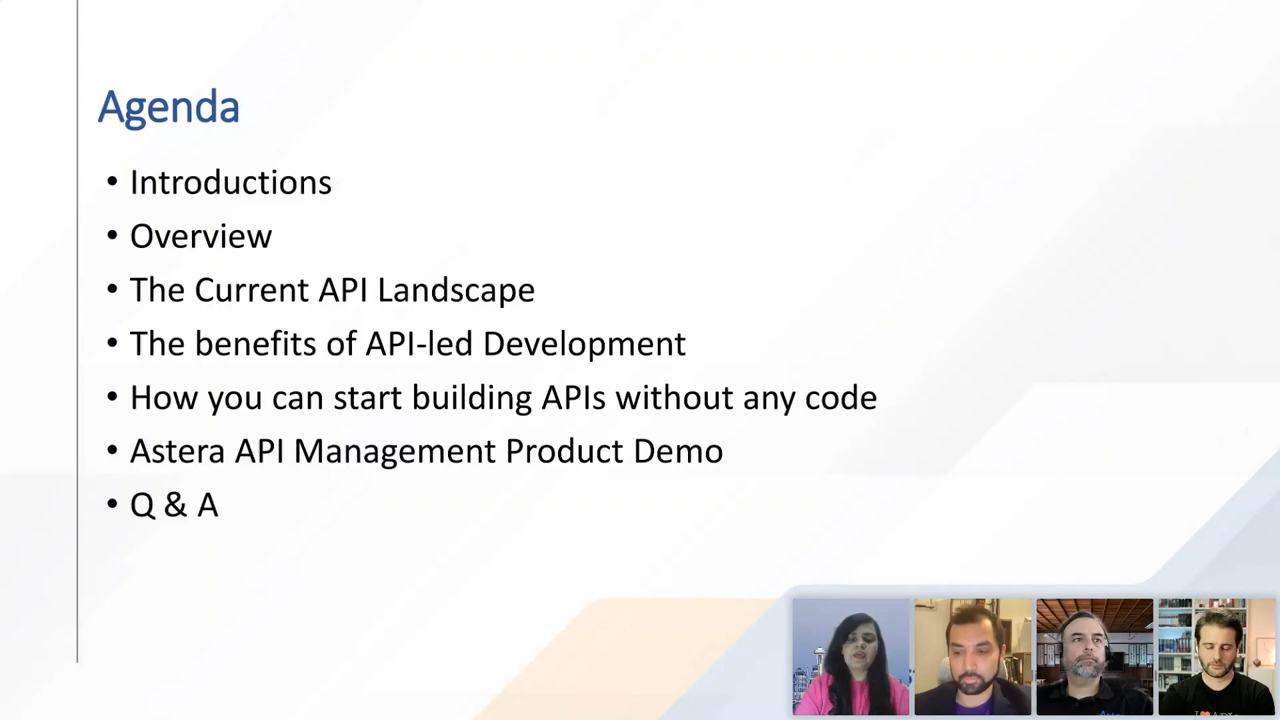 Agenda
• Introductions
• Overview
• The Current API Landscape
• The benefits of API-led Development
• How you can start building APIs without any code
• Astera API Management Product Demo
• Q & A